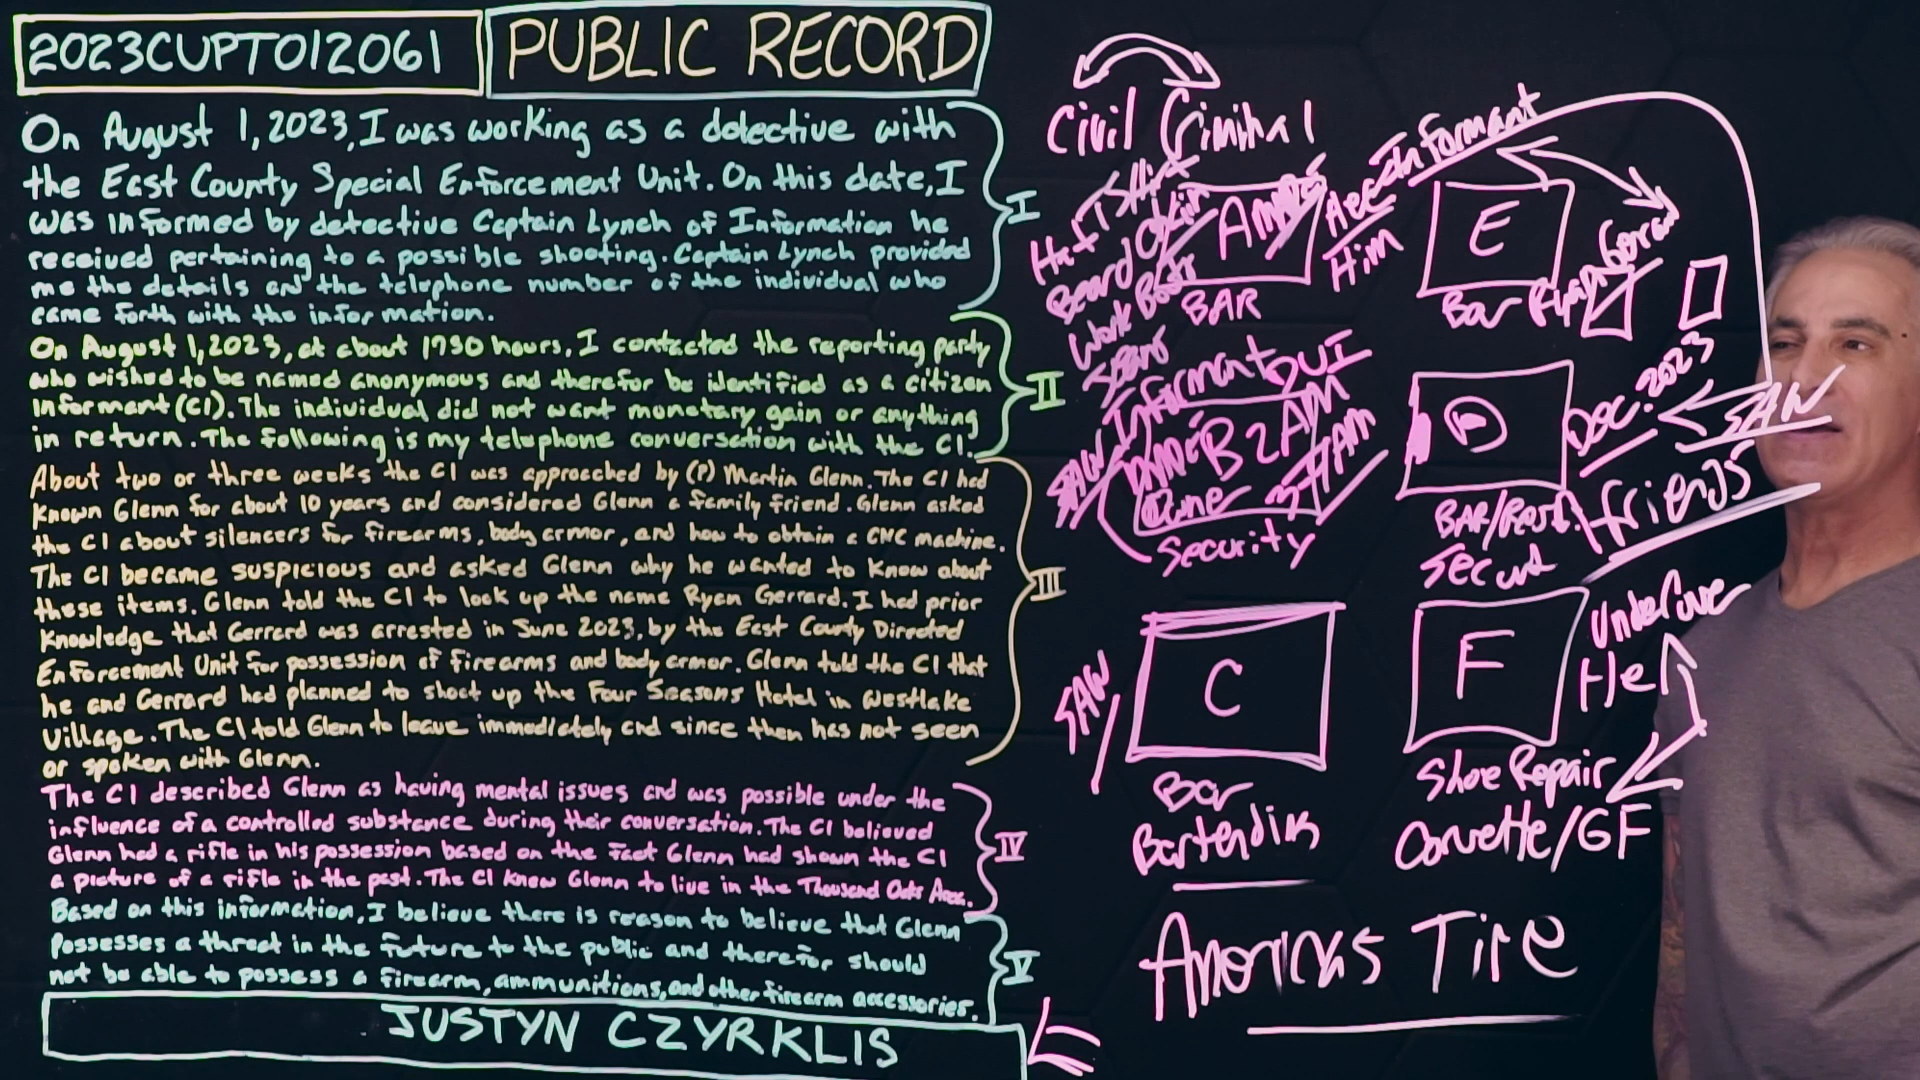 2023CUPT012061
PUBLIC RECORD
On August 1, 2023, I was working as a detective with
the East County Special Enforcement Unit. On this date, I
was informed by detective Captain Lynch of Information he
received pertaining to a possible shooting. Captain Lynch provided
me the details and the telephone number of the individual who
came forth with the information.
I
On August 1, 2023, at about 1730 hours, I contacted the reporting party
who wished to be named anonymous and therefor be identified as a citizen
informant (CI). The individual did not want monetary gain or anything
in return. The following is my telephone conversation with the CI.
II
About two or three weeks the CI was approached by (P) Martin Glenn. The CI had
Known Glenn for about 10 years and considered Glenn a family friend. Glenn asked
the CI about silencers for firearms, body armor, and how to obtain a CNC machine.
The CI became suspicious and asked Glenn why he wanted to know about
these items. Glenn told the CI to look up the name Ryan Gerrard. I had prior
Knowledge that Gerrard was arrested in June 2023, by the East County Directed
Enforcement Unit for possession of firearms and body armor. Glenn told the CI that
he and Gerrard had planned to shoot up the Four Seasons Hotel in Westlake
Village. The CI told Glenn to leave immediately and since then has not seen
or spoken with Glenn.
III
The CI described Glenn as having mental issues and was possible under the
influence of a controlled substance during their conversation. The CI believed
Glenn had a rifle in his possession based on the fact Glenn had shown the CI
a picture of a rifle in the past. The CI Know Glenn to live in the Thousand Oaks Area.
IV
Based on this information, I believe there is reason to believe that Glenn
possesses a threat in the future to the public and therefor should
not be able to possess a firearm, ammunitions, and other firearm accessories.
V
JUSTYN CZYRKLIS
Civil Criminal
Informant
Hat TShirt
Beard
Work Boots
BAR
Him
E
Bar Ryan
Informant DUI
B 2AM
SAW
Owner
Security
D
Dec. 2023
SAW
BAR/Rest.
friends
C
SAW
Bar
Bartending
F
Undercover
Her
Shoe Repair
Corvette/GF
Americas Tire